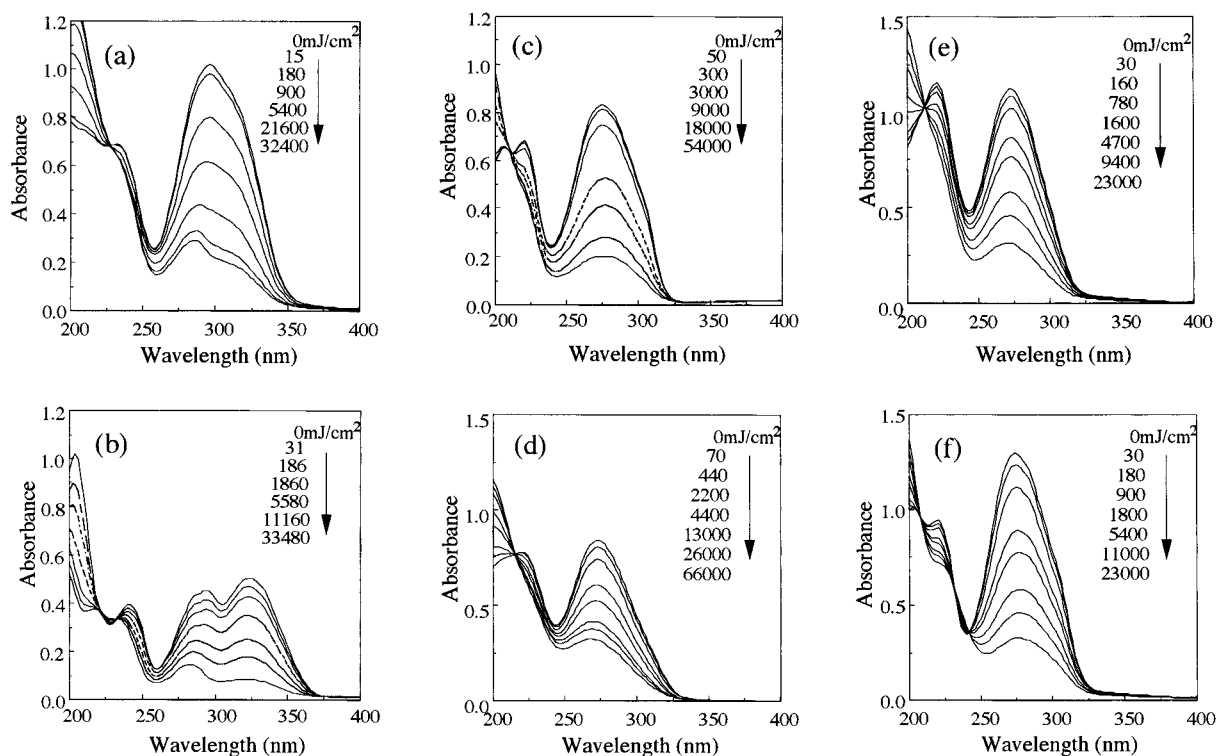 (a)
0mJ/cm²
15
180
900
5400
21600
32400
1.2
1.0
0.8
0.6
0.4
0.2
0.0
200 250 300 350 400
Absorbance
Wavelength (nm)
(c)
0mJ/cm²
50
300
3000
9000
18000
54000
1.2
1.0
0.8
0.6
0.4
0.2
0.0
200 250 300 350 400
Absorbance
Wavelength (nm)
(e)
0mJ/cm²
30
160
780
1600
4700
9400
23000
1.5
1.0
0.5
0.0
200 250 300 350 400
Absorbance
Wavelength (nm)
(b)
0mJ/cm²
31
186
1860
5580
11160
33480
1.2
1.0
0.8
0.6
0.4
0.2
0.0
200 250 300 350 400
Absorbance
Wavelength (nm)
(d)
0mJ/cm²
70
440
2200
4400
13000
26000
66000
1.5
1.0
0.5
0.0
200 250 300 350 400
Absorbance
Wavelength (nm)
(f)
0mJ/cm²
30
180
900
1800
5400
11000
23000
1.5
1.0
0.5
0.0
200 250 300 350 400
Absorbance
Wavelength (nm)